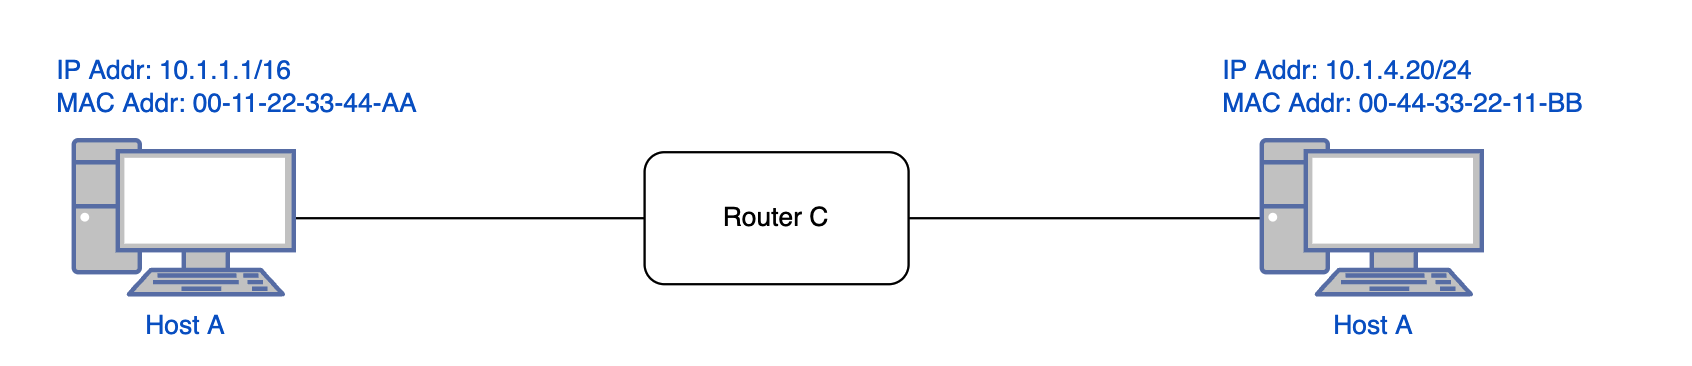 IP Addr: 10.1.1.1/16
MAC Addr: 00-11-22-33-44-AA
IP Addr: 10.1.4.20/24
MAC Addr: 00-44-33-22-11-BB
Router C
Host A
Host A